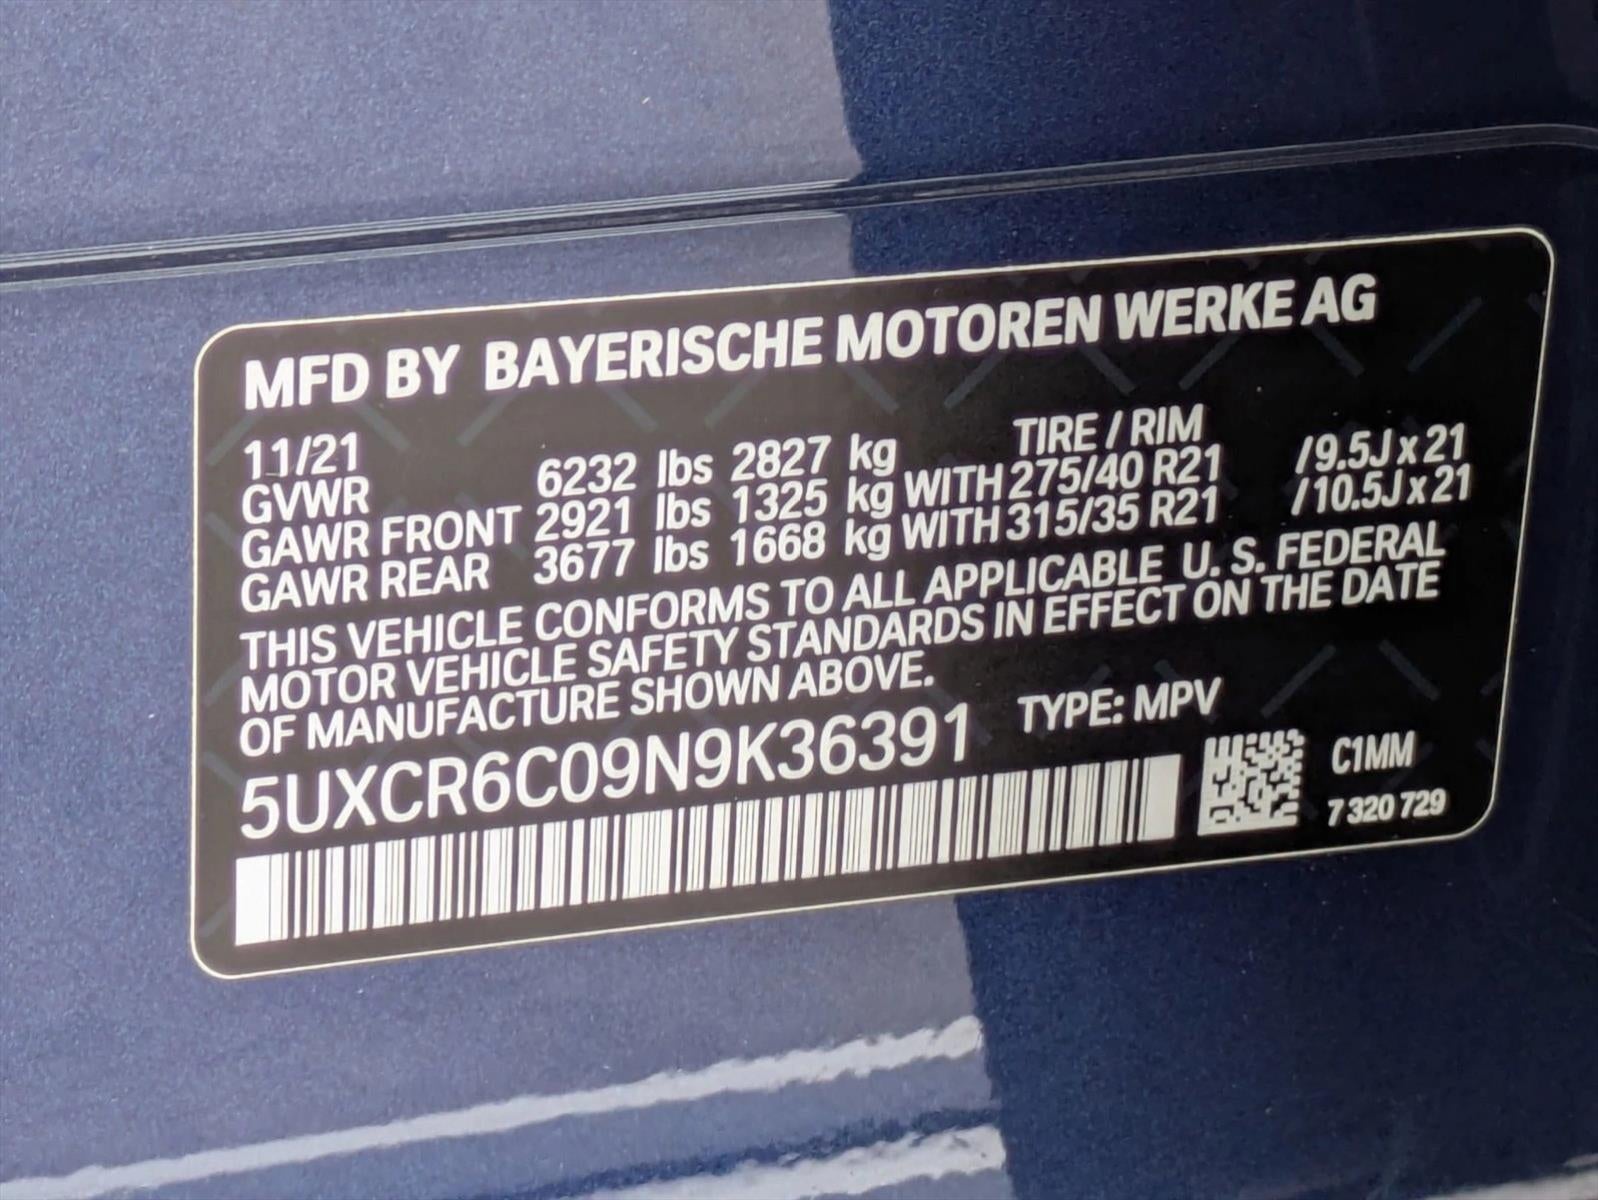 MFD BY BAYERISCHE MOTOREN WERKE AG
11/21 TIRE / RIM
GVWR 6232 lbs 2827 kg
GAWR FRONT 2921 lbs 1325 kg WITH 275/40 R21 /9.5J x 21
GAWR REAR 3677 lbs 1668 kg WITH 315/35 R21 /10.5J x 21
THIS VEHICLE CONFORMS TO ALL APPLICABLE U. S. FEDERAL
MOTOR VEHICLE SAFETY STANDARDS IN EFFECT ON THE DATE
OF MANUFACTURE SHOWN ABOVE.
5UXCR6C09N9K36391 TYPE: MPV
C1MM
7 320 729